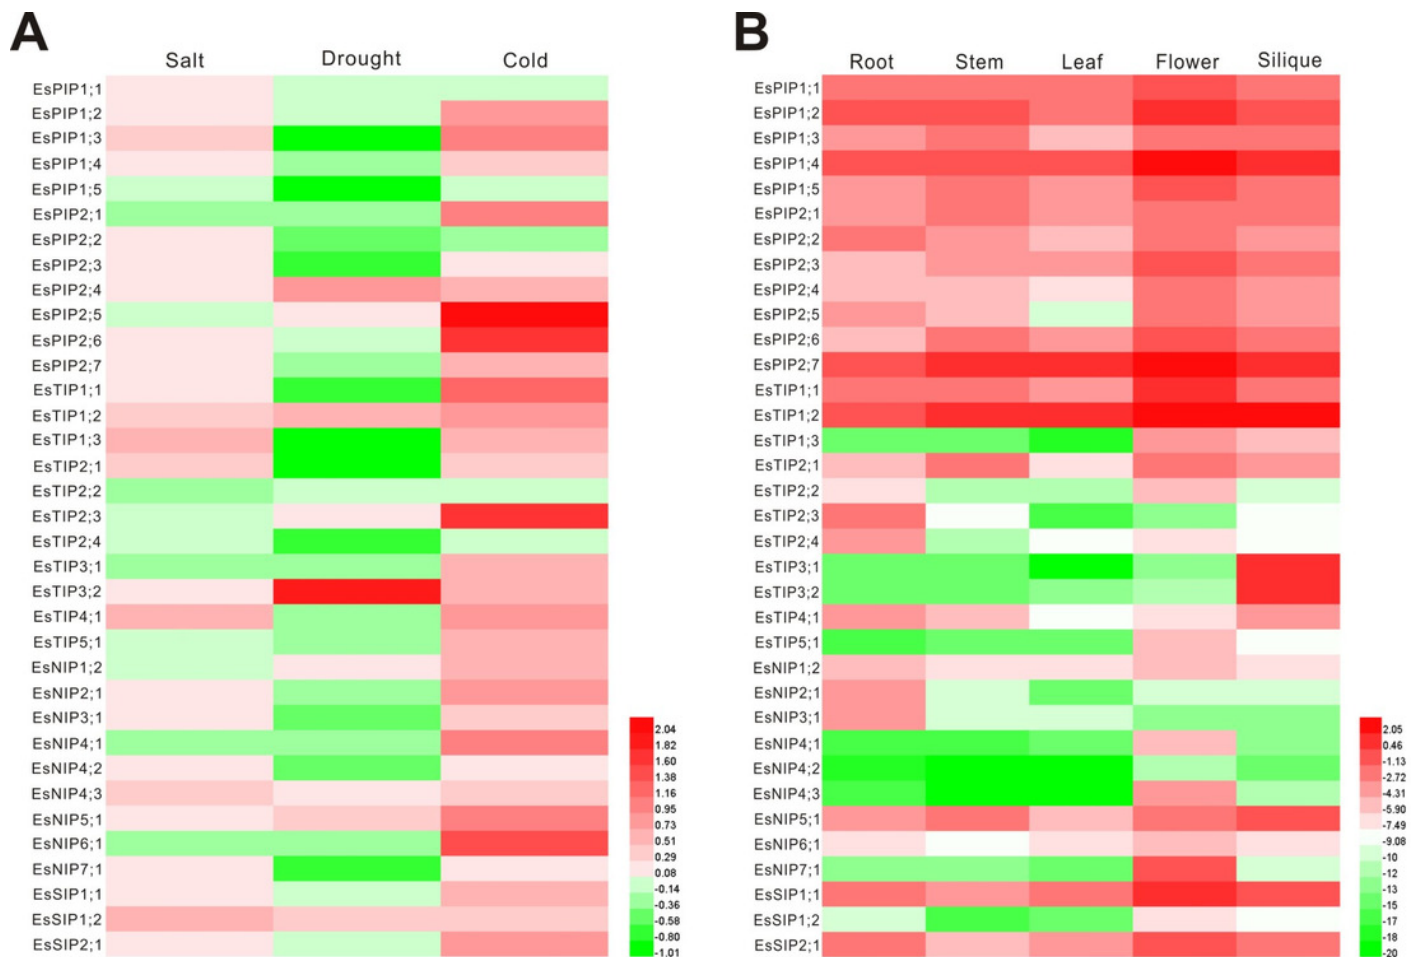 A
Salt Drought Cold
EsPIP1;1
EsPIP1;2
EsPIP1;3
EsPIP1;4
EsPIP1;5
EsPIP2;1
EsPIP2;2
EsPIP2;3
EsPIP2;4
EsPIP2;5
EsPIP2;6
EsPIP2;7
EsTIP1;1
EsTIP1;2
EsTIP1;3
EsTIP2;1
EsTIP2;2
EsTIP2;3
EsTIP2;4
EsTIP3;1
EsTIP3;2
EsTIP4;1
EsTIP5;1
EsNIP1;2
EsNIP2;1
EsNIP3;1
EsNIP4;1
EsNIP4;2
EsNIP4;3
EsNIP5;1
EsNIP6;1
EsNIP7;1
EsSIP1;1
EsSIP1;2
EsSIP2;1
2.04
1.82
1.60
1.38
1.16
0.95
0.73
0.51
0.29
0.08
-0.14
-0.36
-0.58
-0.80
-1.01
B
Root Stem Leaf Flower Silique
EsPIP1;1
EsPIP1;2
EsPIP1;3
EsPIP1;4
EsPIP1;5
EsPIP2;1
EsPIP2;2
EsPIP2;3
EsPIP2;4
EsPIP2;5
EsPIP2;6
EsPIP2;7
EsTIP1;1
EsTIP1;2
EsTIP1;3
EsTIP2;1
EsTIP2;2
EsTIP2;3
EsTIP2;4
EsTIP3;1
EsTIP3;2
EsTIP4;1
EsTIP5;1
EsNIP1;2
EsNIP2;1
EsNIP3;1
EsNIP4;1
EsNIP4;2
EsNIP4;3
EsNIP5;1
EsNIP6;1
EsNIP7;1
EsSIP1;1
EsSIP1;2
EsSIP2;1
2.05
0.46
-1.13
-2.72
-4.31
-5.90
-7.49
-9.08
-10
-12
-13
-15
-17
-18
-20